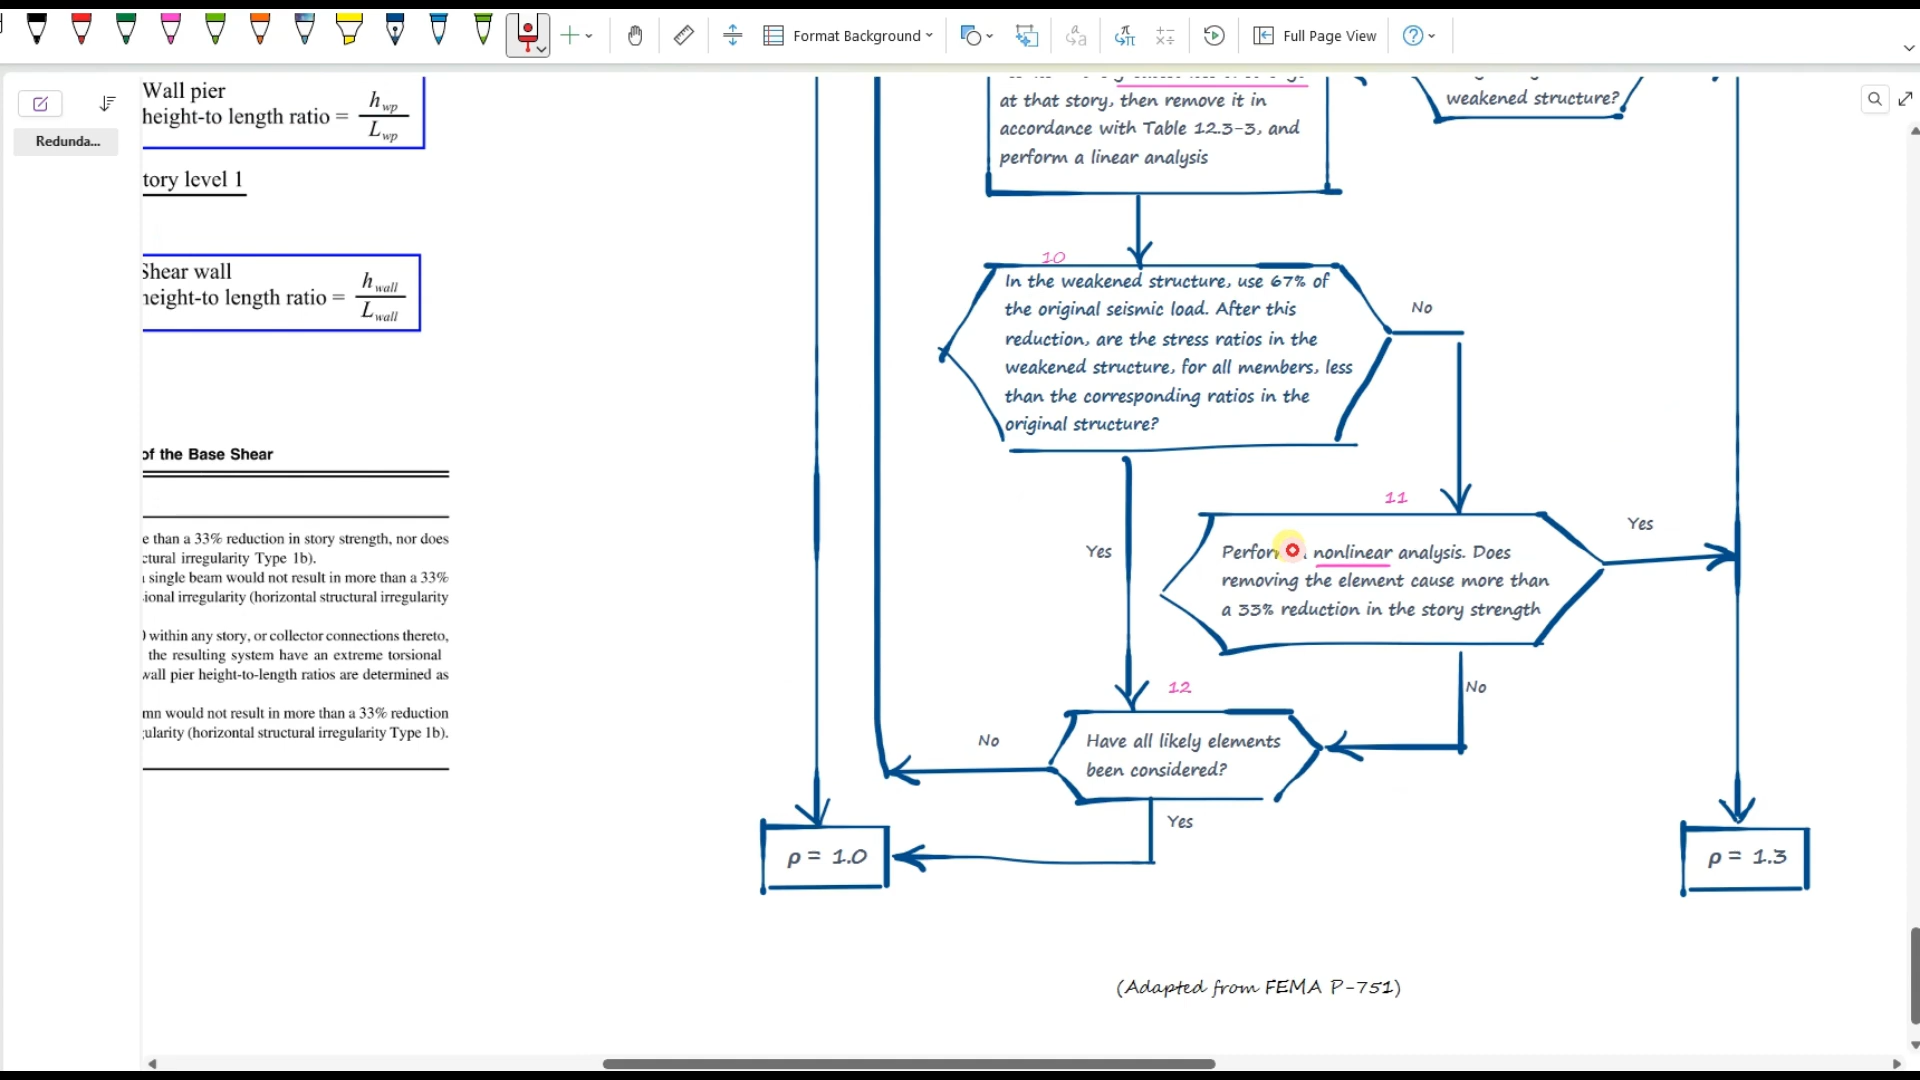 Format Background
Full Page View
Redunda...
Wall pier
height-to length ratio = h wp / L wp
tory level 1
Shear wall
height-to length ratio = h wall / L wall
of the Base Shear
e than a 33% reduction in story strength, nor does
ctural irregularity Type 1b).
single beam would not result in more than a 33%
ional irregularity (horizontal structural irregularity
) within any story, or collector connections thereto,
the resulting system have an extreme torsional
wall pier height-to-length ratios are determined as
mn would not result in more than a 33% reduction
ularity (horizontal structural irregularity Type 1b).
at that story, then remove it in
accordance with Table 12.3-3, and
perform a linear analysis
weakened structure?
10
In the weakened structure, use 67% of
the original seismic load. After this
reduction, are the stress ratios in the
weakened structure, for all members, less
than the corresponding ratios in the
original structure?
No
11
Perfor nonlinear analysis. Does
removing the element cause more than
a 33% reduction in the story strength
Yes
Yes
No
12
Have all likely elements
been considered?
No
Yes
ρ = 1.0
ρ = 1.3
(Adapted from FEMA P-751)